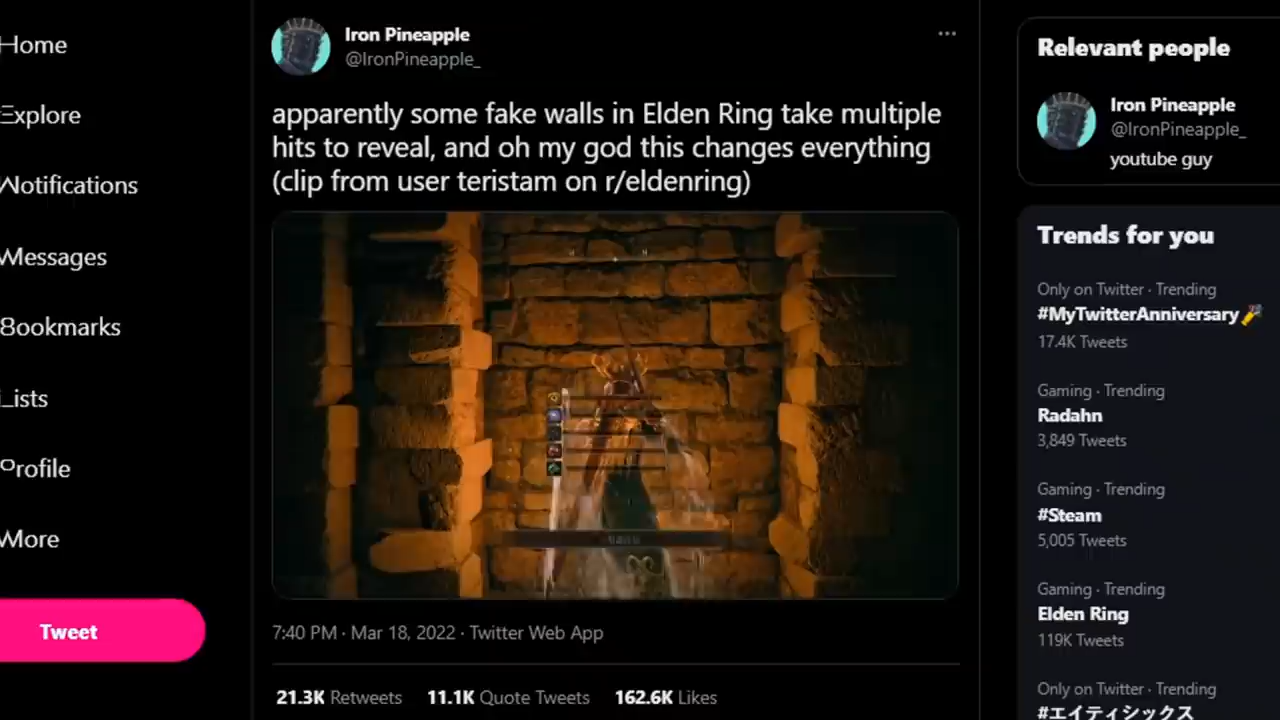 Home
Explore
Notifications
Messages
Bookmarks
Lists
Profile
More
Tweet
Iron Pineapple
@IronPineapple_
apparently some fake walls in Elden Ring take multiple
hits to reveal, and oh my god this changes everything
(clip from user teristam on r/eldenring)
7:40 PM · Mar 18, 2022 · Twitter Web App
21.3K Retweets 11.1K Quote Tweets 162.6K Likes
Relevant people
Iron Pineapple
@IronPineapple_
youtube guy
Trends for you
Only on Twitter · Trending
#MyTwitterAnniversary
17.4K Tweets
Gaming · Trending
Radahn
3,849 Tweets
Gaming · Trending
#Steam
5,005 Tweets
Gaming · Trending
Elden Ring
119K Tweets
Only on Twitter · Trending
#エイティシックス